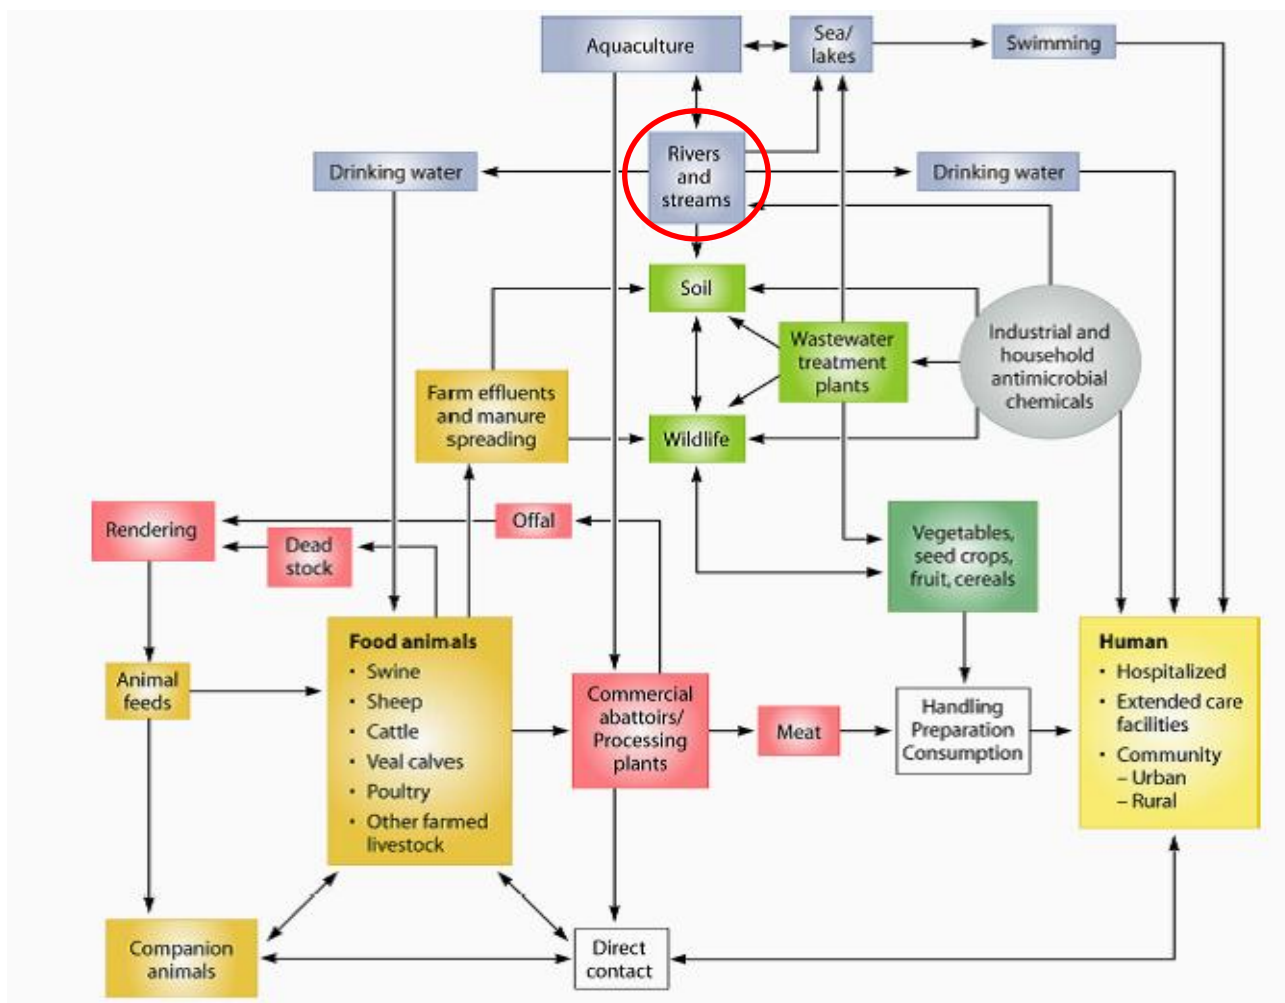 Aquaculture
Sea/
lakes
Swimming
Drinking water
Rivers
and
streams
Drinking water
Soil
Wastewater
treatment
plants
Industrial and
household
antimicrobial
chemicals
Farm effluents
and manure
spreading
Wildlife
Rendering
Offal
Dead
stock
Vegetables,
seed crops,
fruit, cereals
Animal
feeds
Food animals
• Swine
• Sheep
• Cattle
• Veal calves
• Poultry
• Other farmed
livestock
Commercial
abattoirs/
Processing
plants
Meat
Handling
Preparation
Consumption
Human
• Hospitalized
• Extended care
facilities
• Community
– Urban
– Rural
Companion
animals
Direct
contact